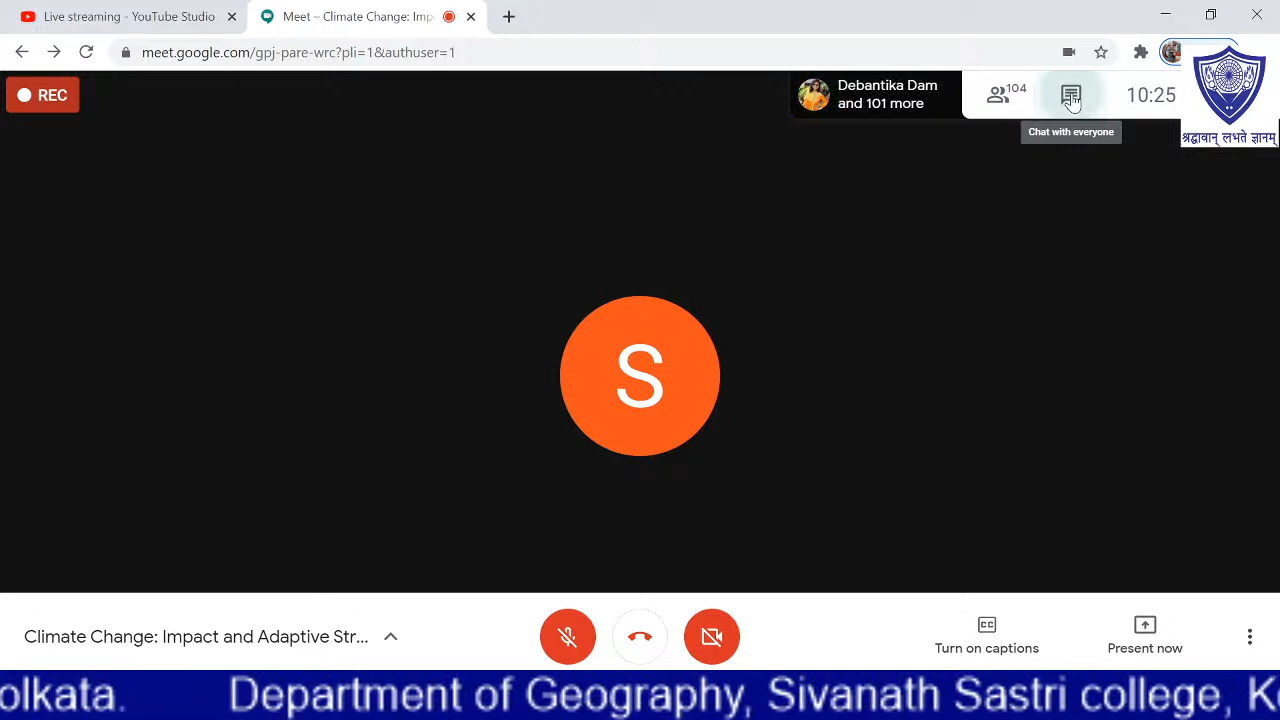 Live streaming - YouTube Studio
Meet – Climate Change: Imp
meet.google.com/gpj-pare-wrc?pli=1&authuser=1
REC
Debantika Dam
and 101 more
104
10:25
Chat with everyone
श्रद्धावान् लभते ज्ञानम्
S
Climate Change: Impact and Adaptive Str...
CC
Turn on captions
Present now
olkata. Department of Geography, Sivanath Sastri college, K